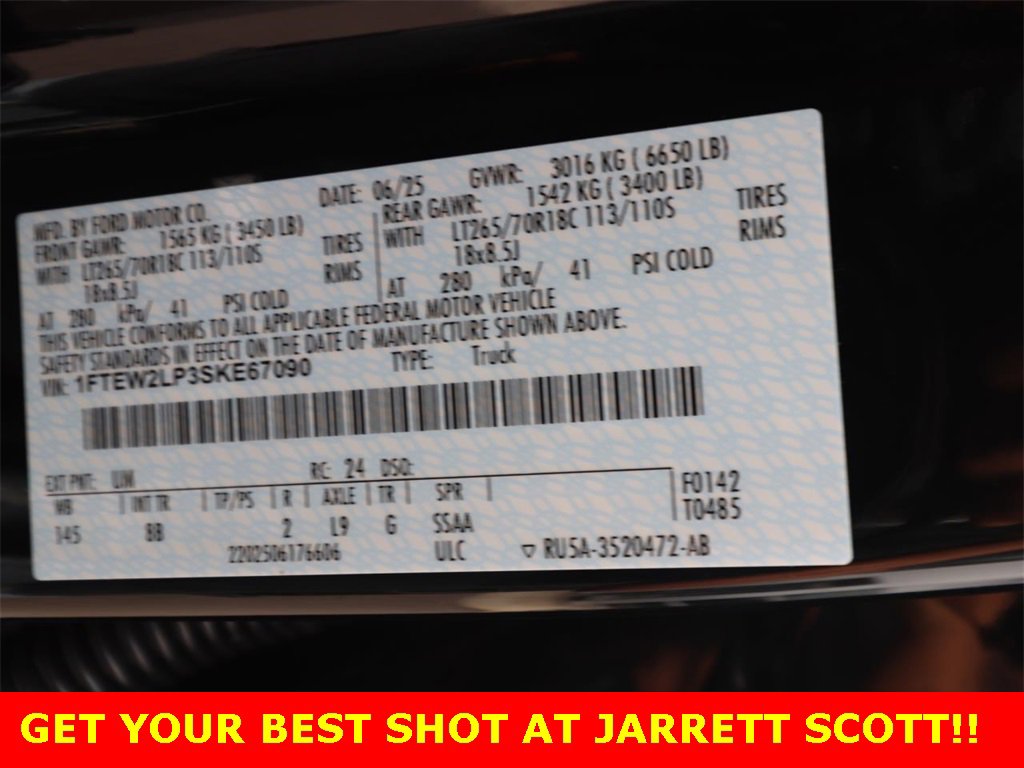 MFD. BY FORD MOTOR CO. DATE: 06/25 GVWR: 3016 KG ( 6650 LB)
FRONT GAWR: 1565 KG ( 3450 LB) REAR GAWR: 1542 KG ( 3400 LB)
WITH LT265/70R18C 113/110S TIRES WITH LT265/70R18C 113/110S TIRES
18x8.5J RIMS 18x8.5J RIMS
AT 280 kPa/ 41 PSI COLD AT 280 kPa/ 41 PSI COLD
THIS VEHICLE CONFORMS TO ALL APPLICABLE FEDERAL MOTOR VEHICLE
SAFETY STANDARDS IN EFFECT ON THE DATE OF MANUFACTURE SHOWN ABOVE.
VIN: 1FTEW2LP3SKE67090 TYPE: Truck
EXT PNT: UM RC: 24 DSO:
WB INT TR TP/PS R AXLE TR SPR F0142
145 BB 2 L9 G SSAA T0485
2202506176606 ULC ▽ RU5A-3520472-AB
GET YOUR BEST SHOT AT JARRETT SCOTT!!